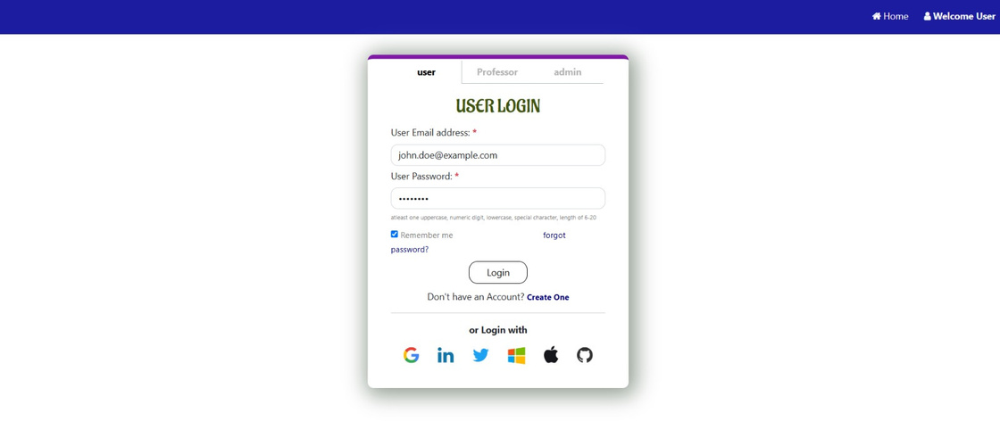 Home Welcome User
user Professor admin
USER LOGIN
User Email address: *
john.doe@example.com
User Password: *
••••••••
atleast one uppercase, numeric digit, lowercase, special character, length of 6-20
Remember me forgot
password?
Login
Don't have an Account? Create One
or Login with
in